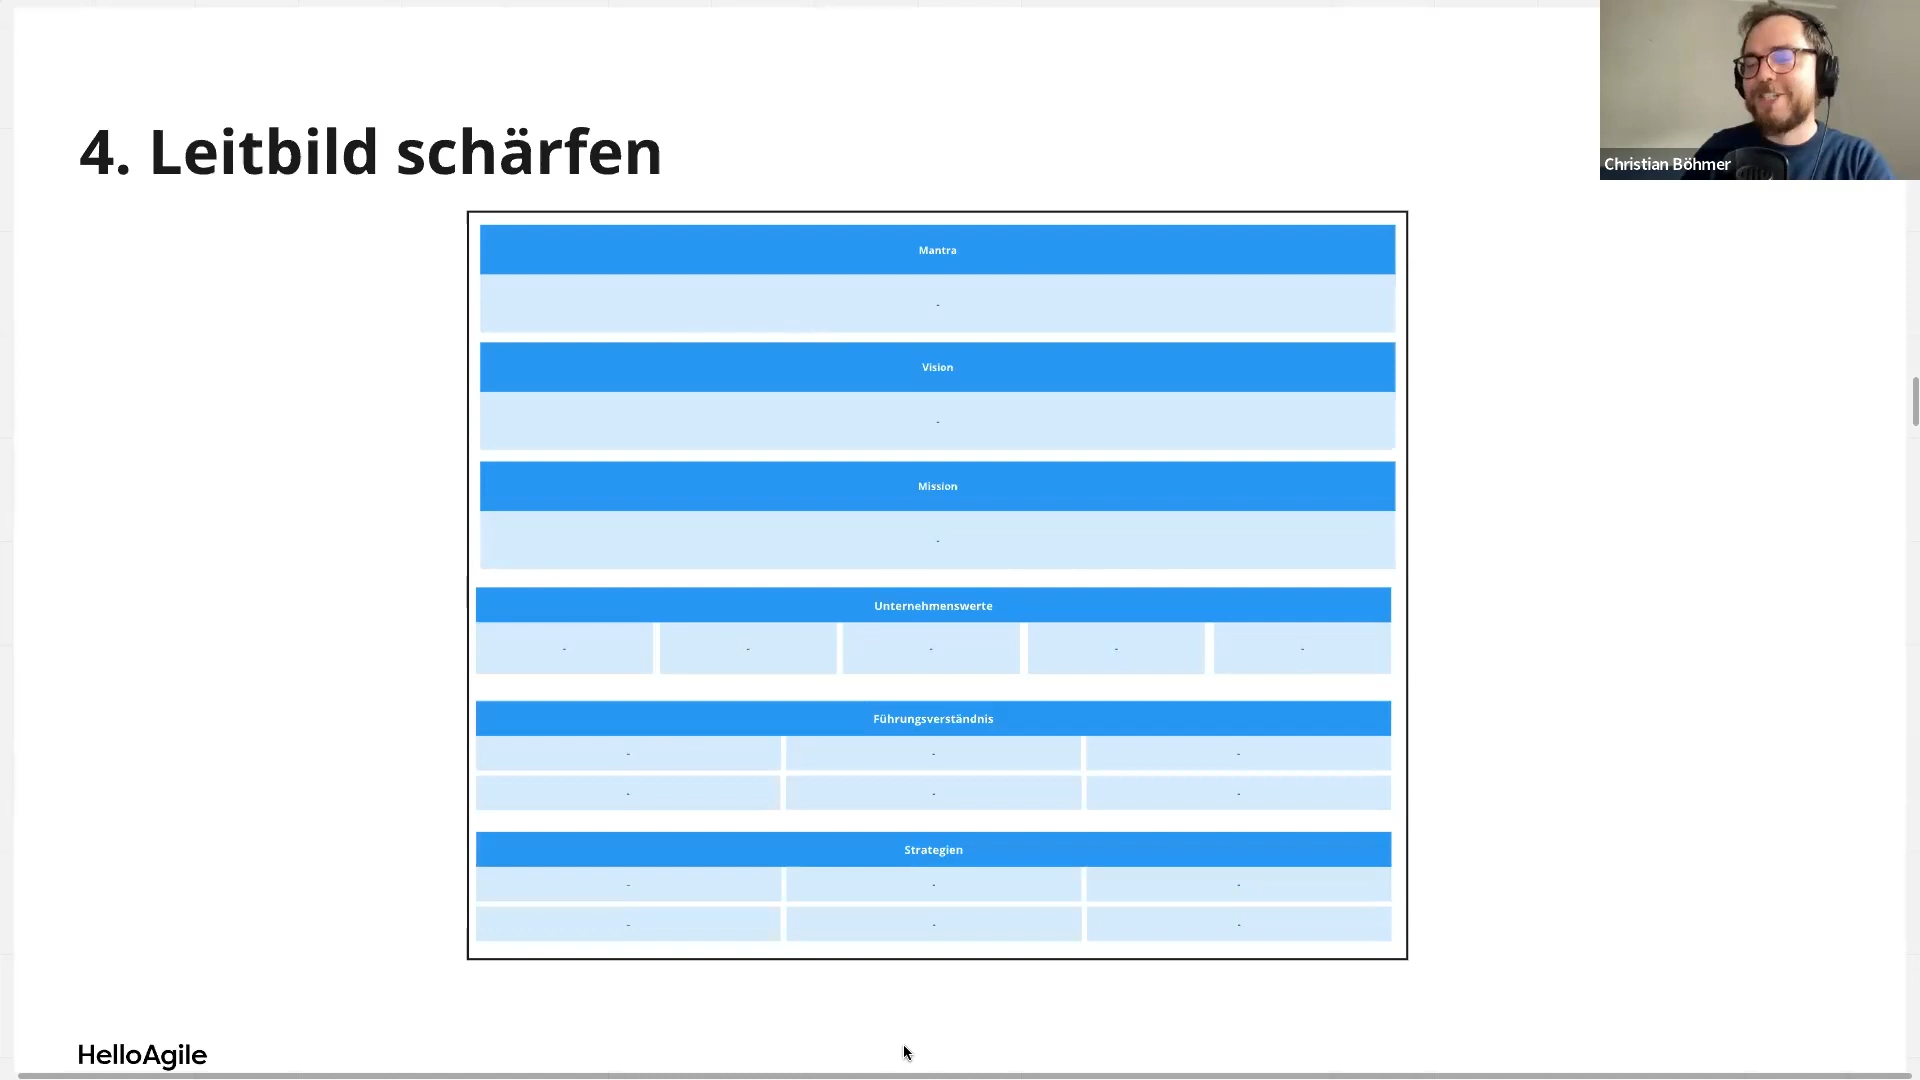 Christian Böhmer
4. Leitbild schärfen
Mantra
-
Vision
-
Mission
-
Unternehmenswerte
- - - - -
Führungsverständnis
- - -
- - -
Strategien
- - -
- - -
HelloAgile